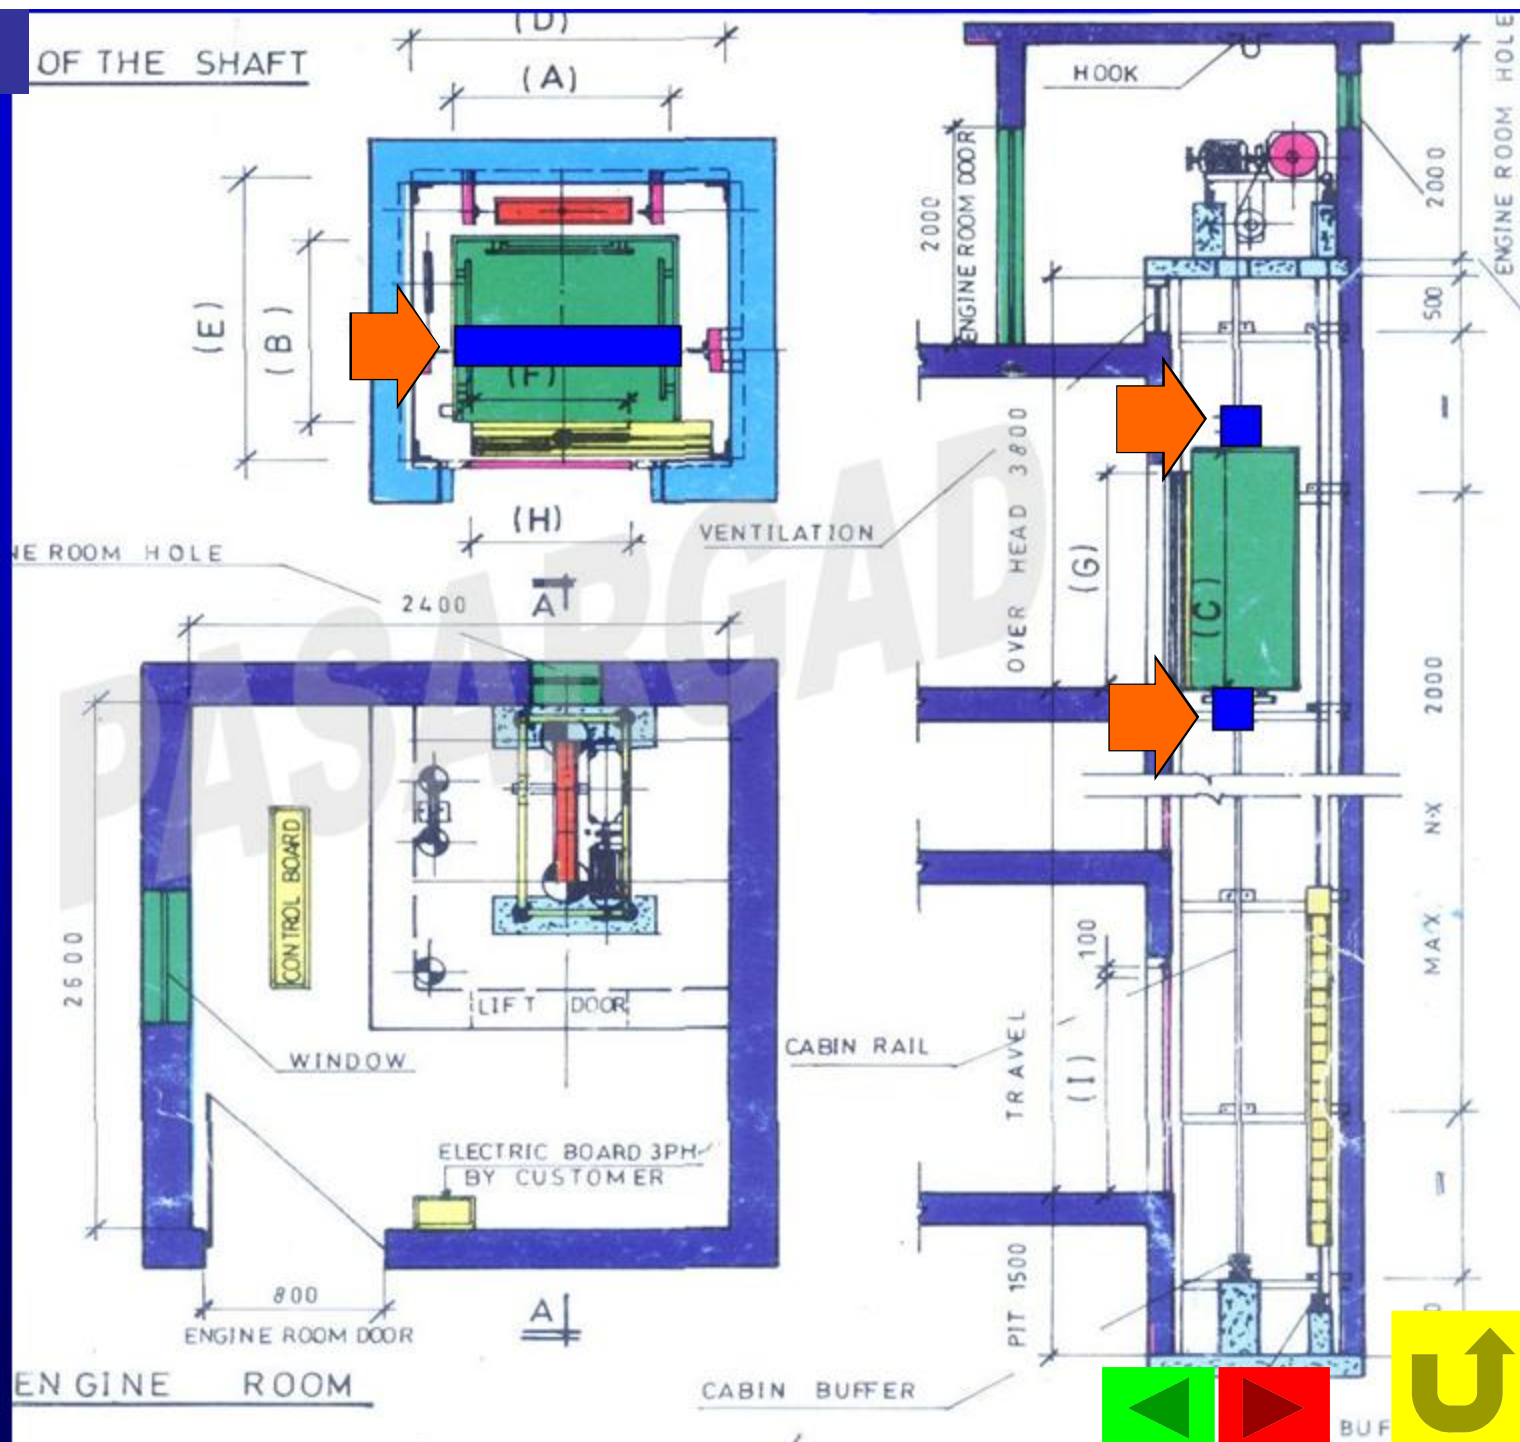 (D)
OF THE SHAFT
(A)
(E)
(B)
(F)
(H)
HOOK
ENGINE ROOM HOLE
2000
ENGINE ROOM DOOR
2000
500
VENTILATION
OVER HEAD 3800
(G)
(C)
NE ROOM HOLE
2400
A
PASARGAD
CONTROL BOARD
2600
LIFT DOOR
WINDOW
ELECTRIC BOARD 3PH
BY CUSTOMER
800
ENGINE ROOM DOOR
A
ENGINE ROOM
2000
MAX. N.X
100
CABIN RAIL
TRAVEL
(I)
PIT 1500
CABIN BUFFER
0
BUF